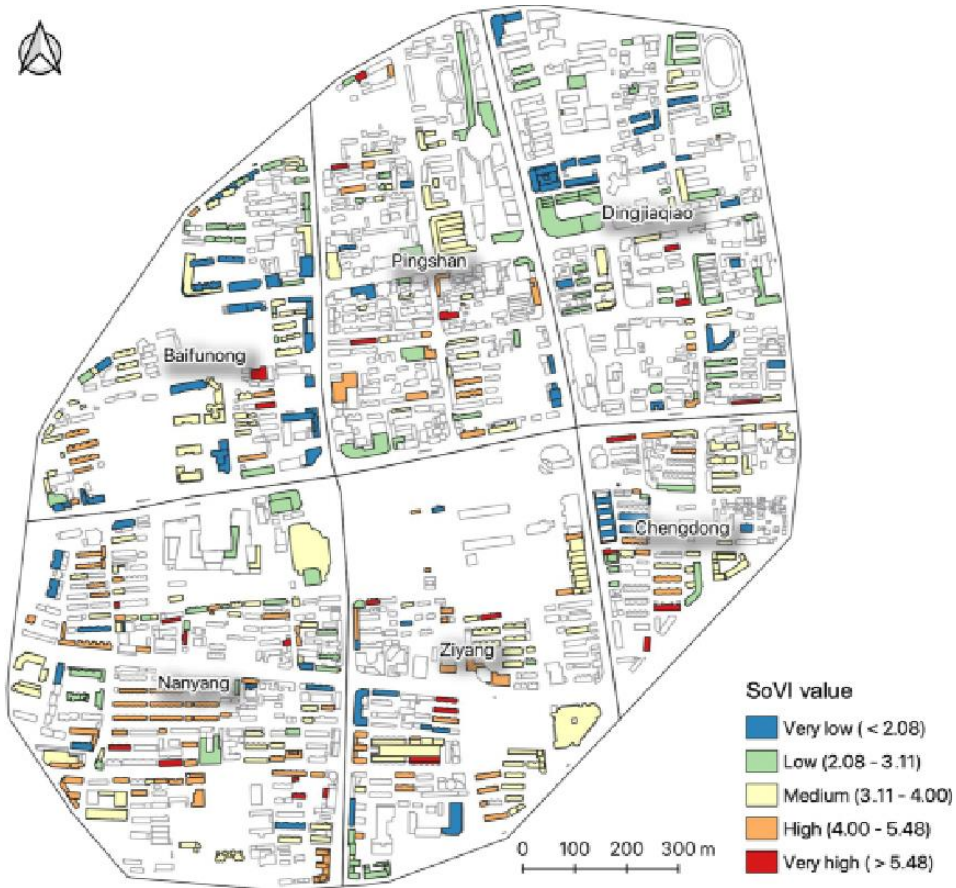 Dingjiaqiao
Pingshan
Baifunong
Chengdong
Ziyang
Nanyang
SoVI value
Very low ( < 2.08)
Low (2.08 - 3.11)
Medium (3.11 - 4.00)
High (4.00 - 5.48)
Very high ( > 5.48)
0 100 200 300 m